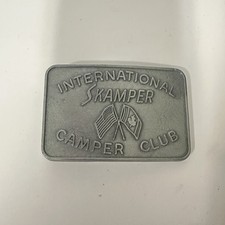 INTERNATIONAL
SKAMPER
CAMPER CLUB